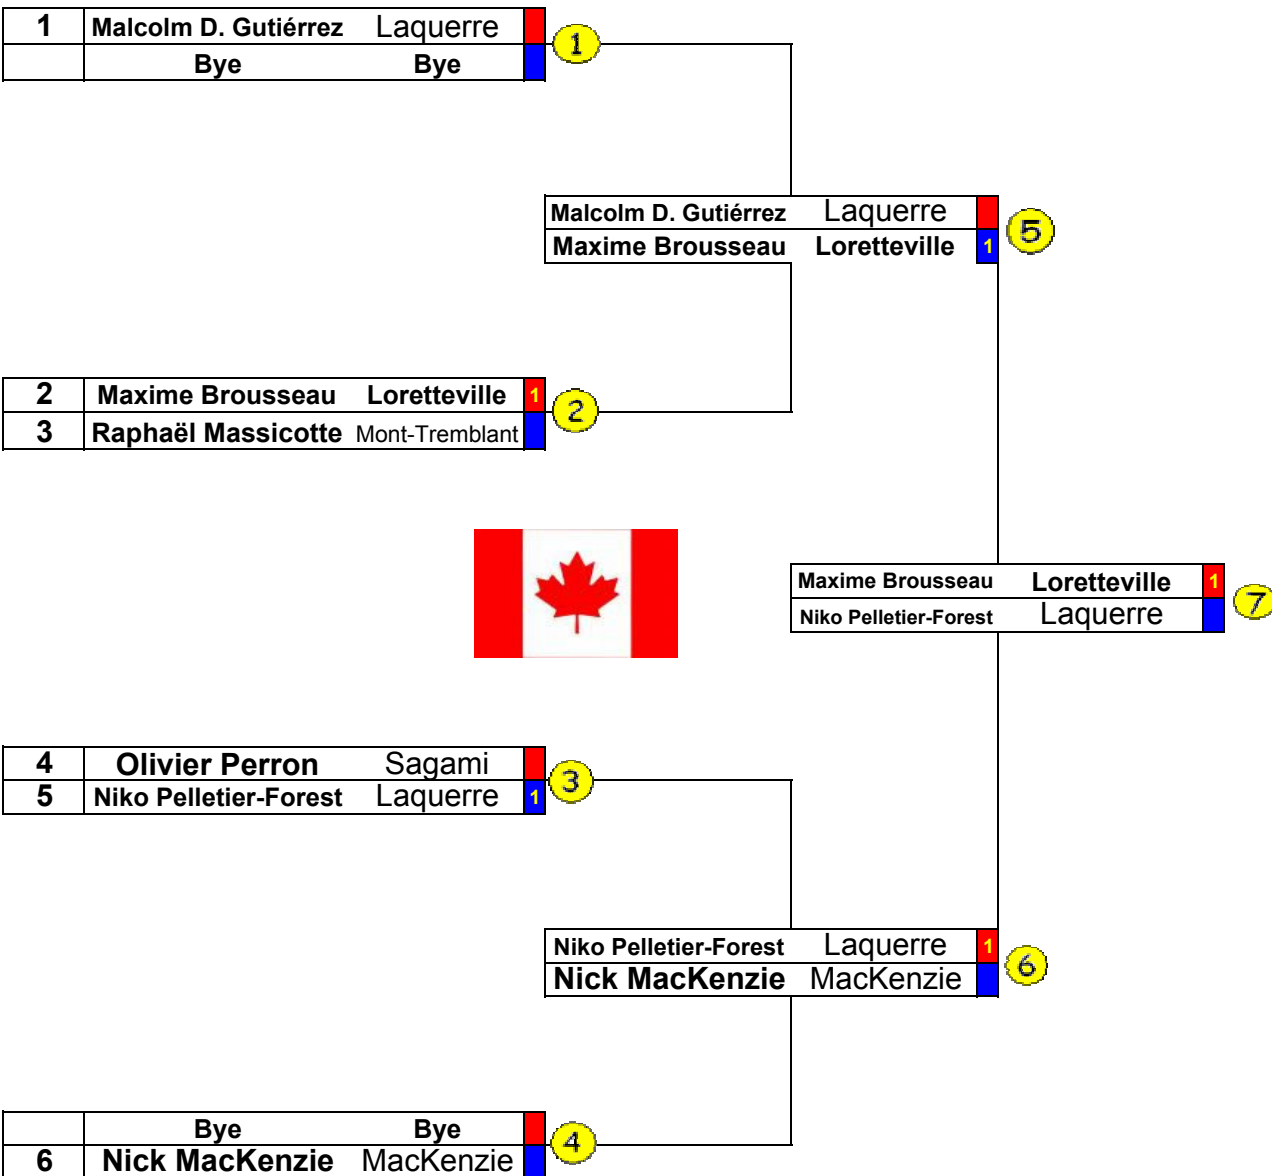 1 Malcolm D. Gutiérrez Laquerre
1
Bye Bye
Malcolm D. Gutiérrez Laquerre
5
Maxime Brousseau Loretteville 1
2 Maxime Brousseau Loretteville 1
2
3 Raphaël Massicotte Mont-Tremblant
Maxime Brousseau Loretteville 1
7
Niko Pelletier-Forest Laquerre
4 Olivier Perron Sagami
3
5 Niko Pelletier-Forest Laquerre 1
Niko Pelletier-Forest Laquerre 1
6
Nick MacKenzie MacKenzie
Bye Bye
4
6 Nick MacKenzie MacKenzie